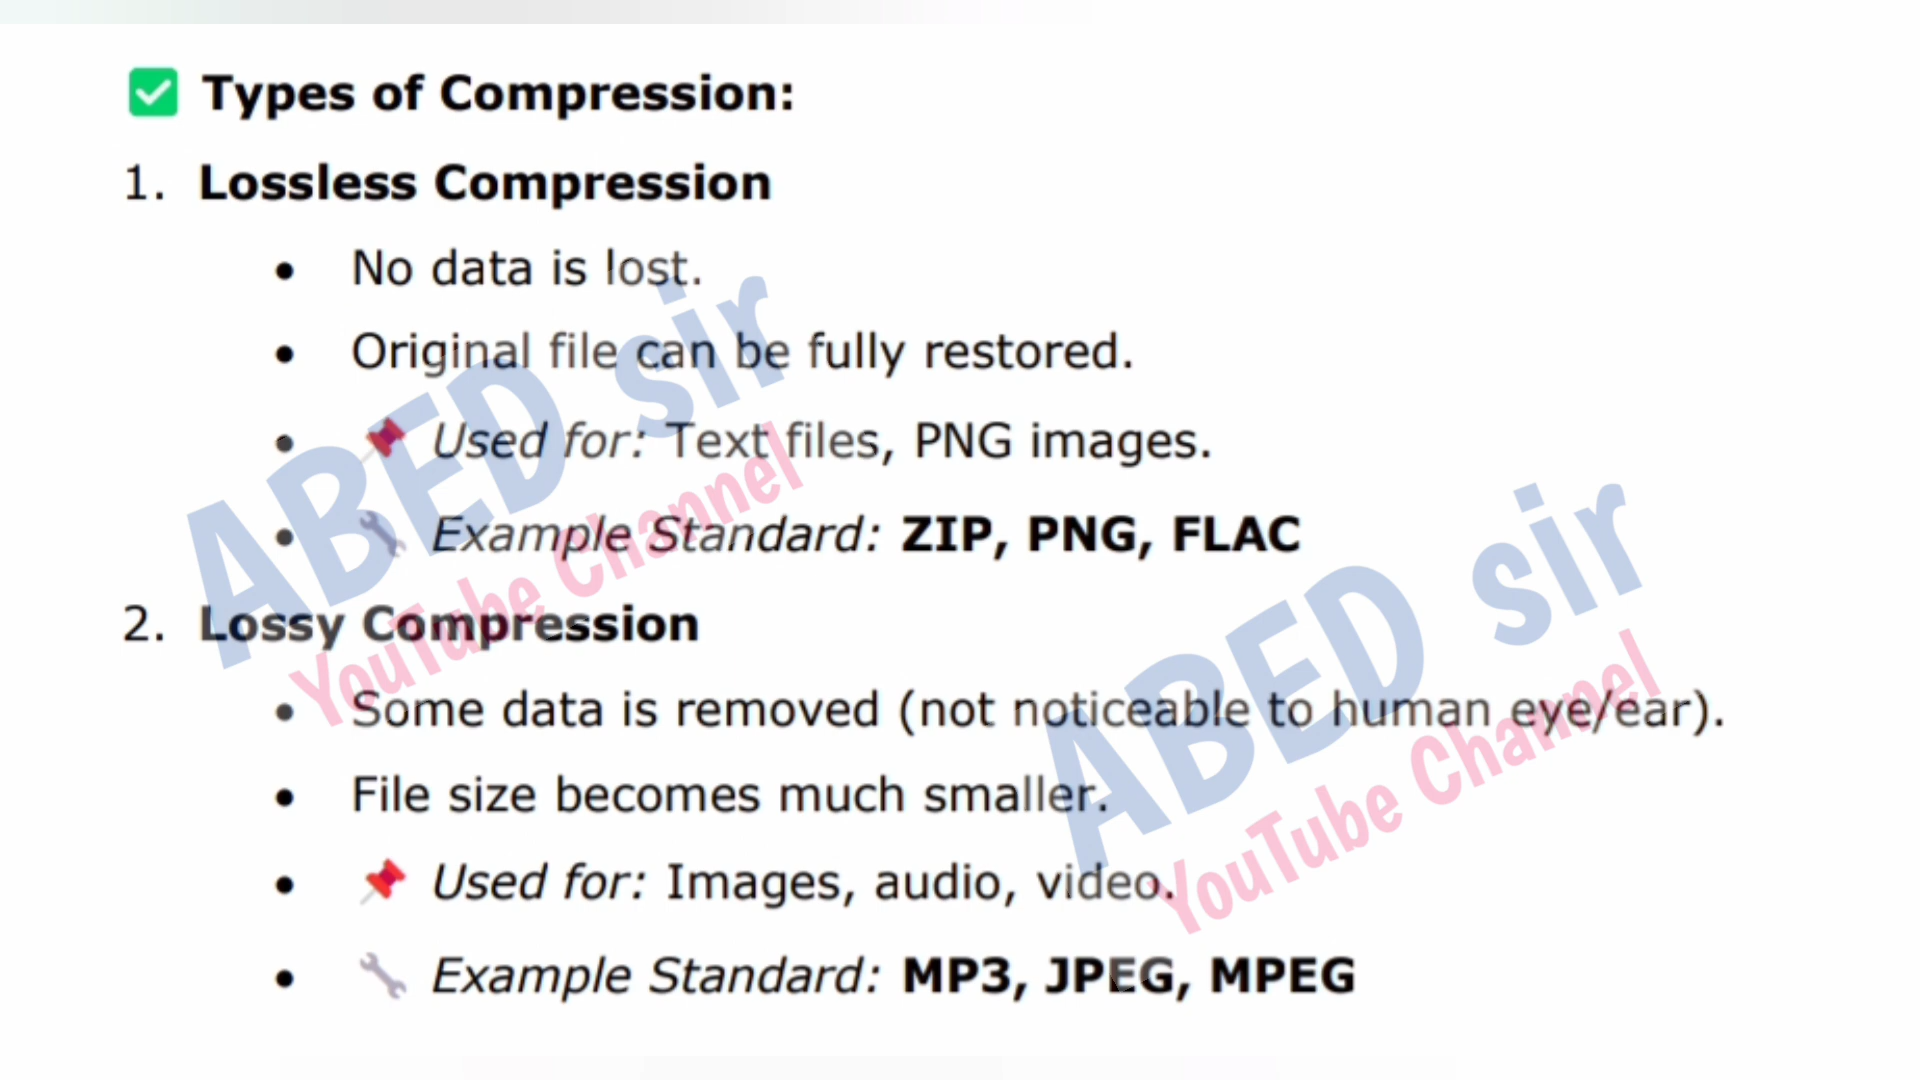 ✅ Types of Compression:
1. Lossless Compression
• No data is lost.
• Original file can be fully restored.
• 📌 Used for: Text files, PNG images.
• 🔧 Example Standard: ZIP, PNG, FLAC
2. Lossy Compression
• Some data is removed (not noticeable to human eye/ear).
• File size becomes much smaller.
• 📌 Used for: Images, audio, video.
• 🔧 Example Standard: MP3, JPEG, MPEG
ABED sir
YouTube Channel
ABED sir
YouTube Channel